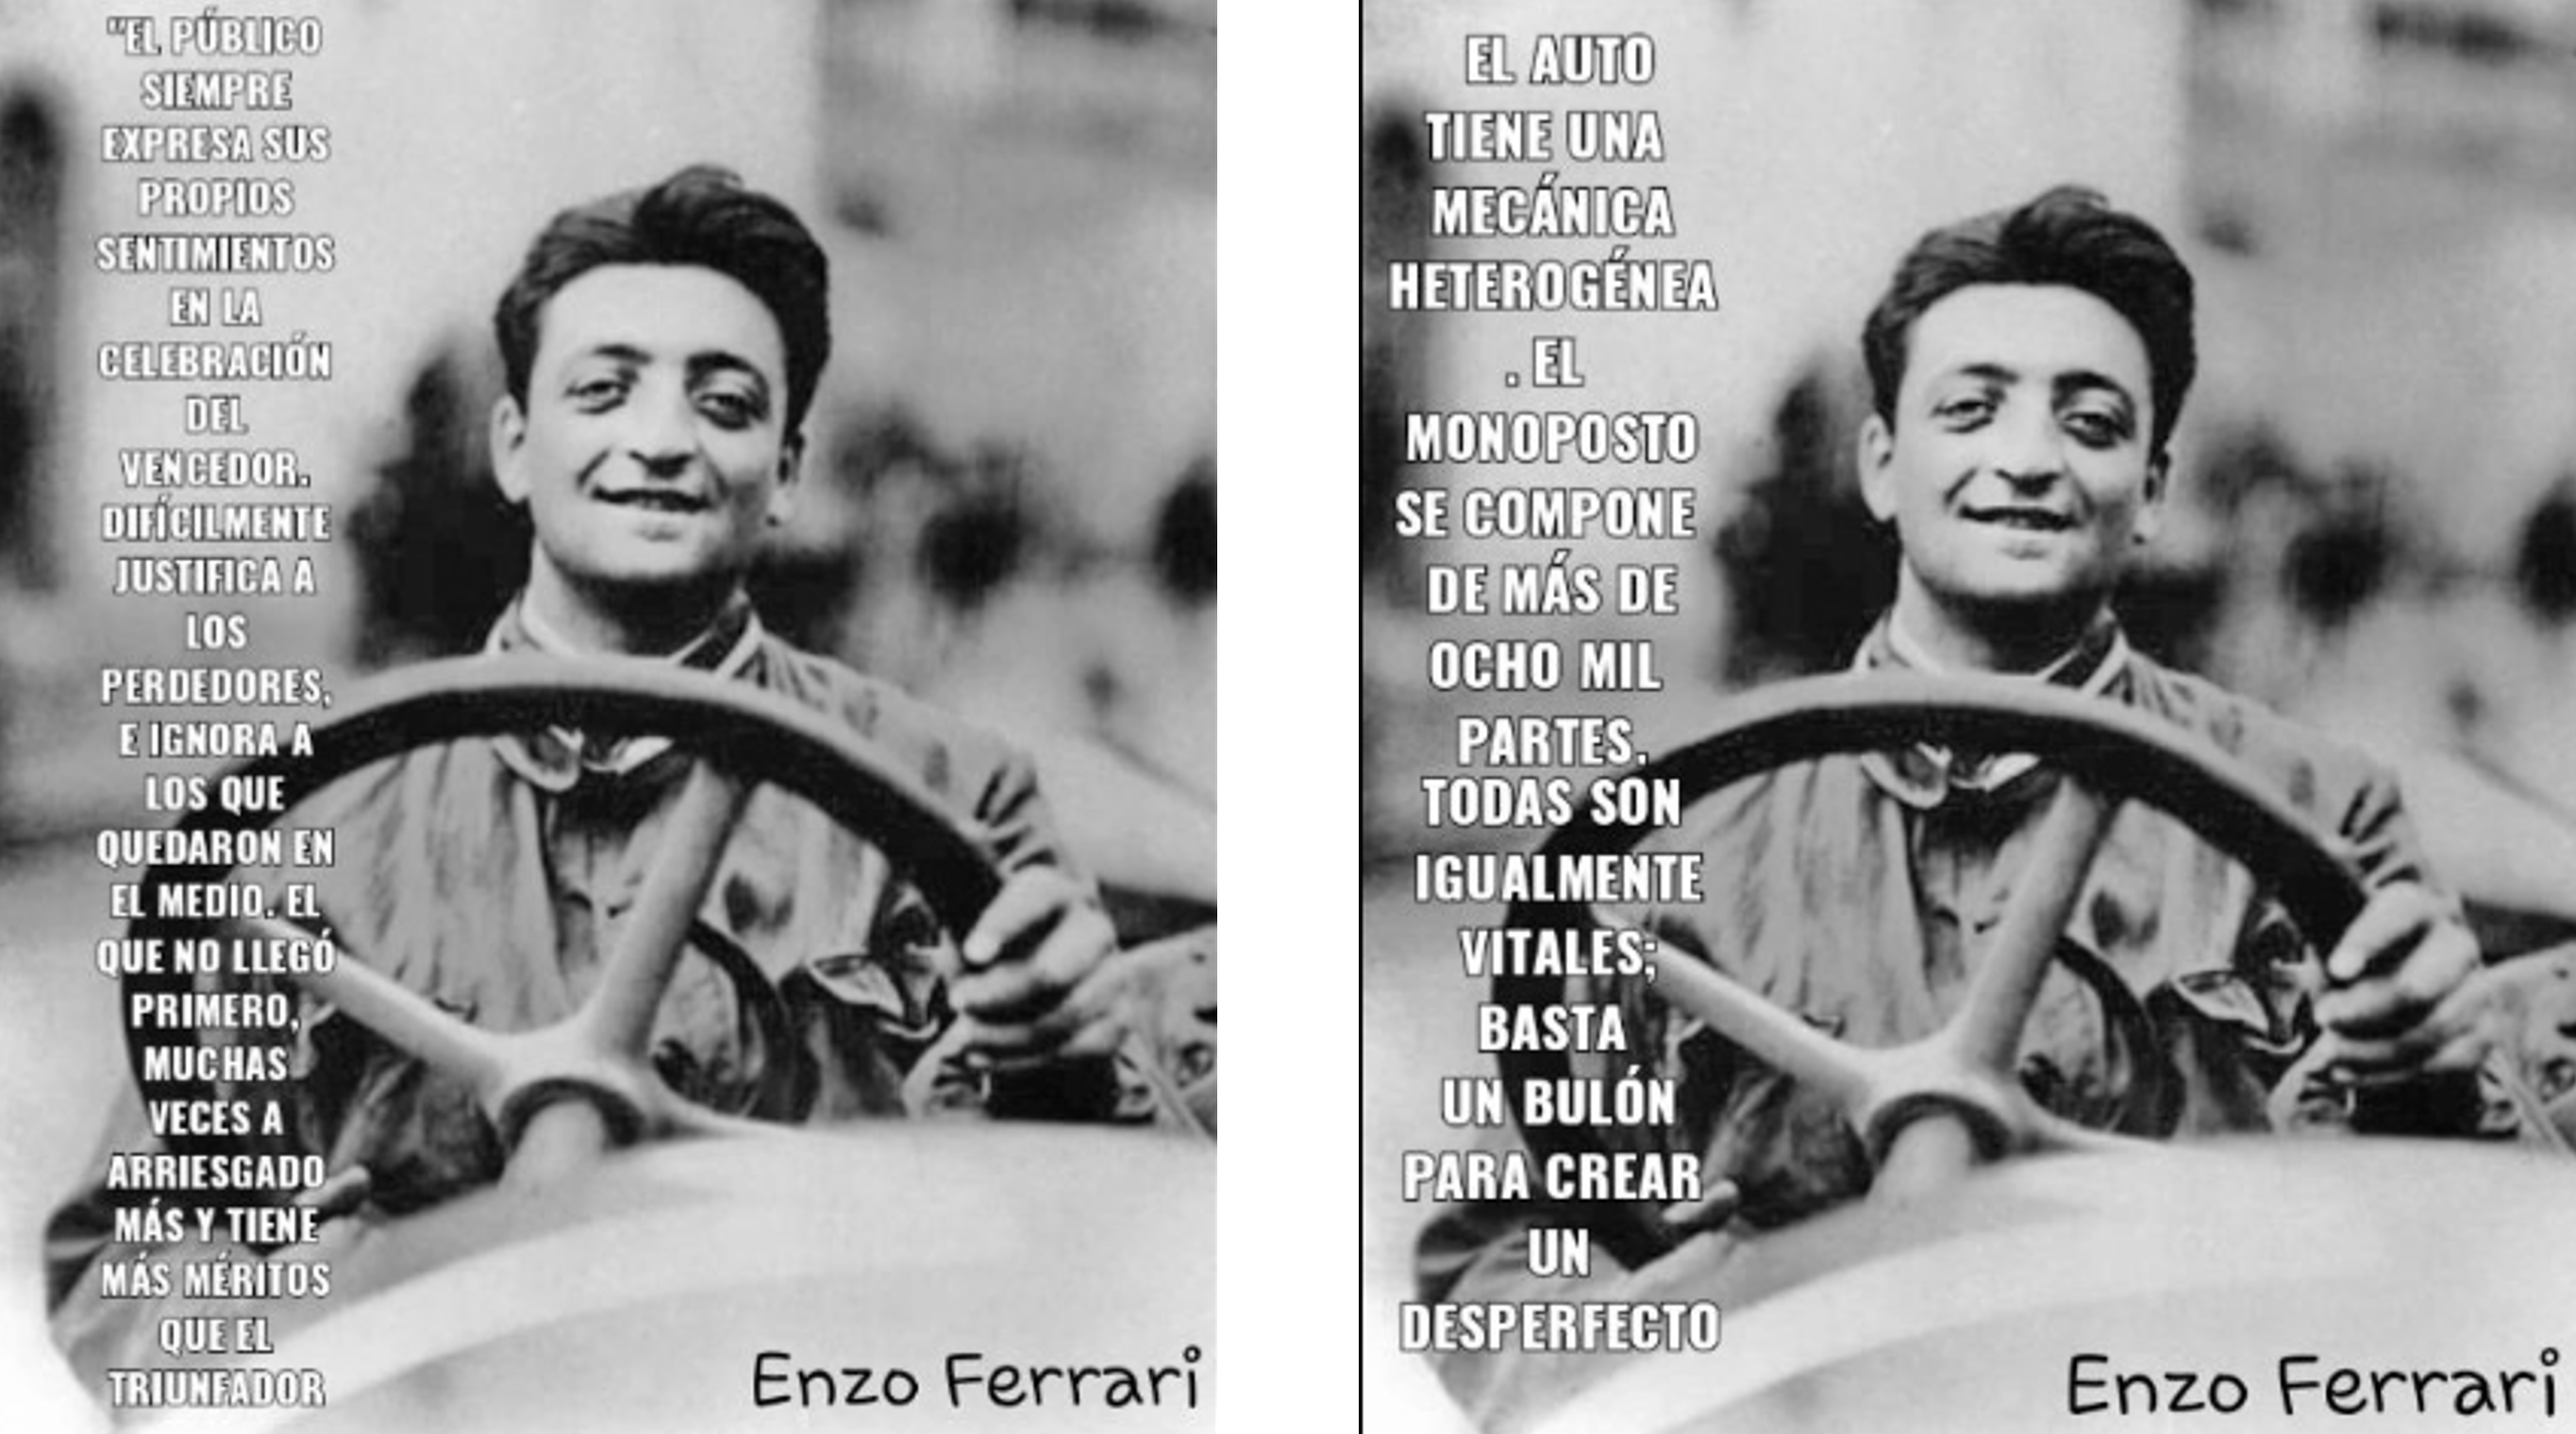 "EL PÚBLICO
SIEMPRE
EXPRESA SUS
PROPIOS
SENTIMIENTOS
EN LA
CELEBRACIÓN
DEL
VENCEDOR.
DIFÍCILMENTE
JUSTIFICA A
LOS
PERDEDORES,
E IGNORA A
LOS QUE
QUEDARON EN
EL MEDIO. EL
QUE NO LLEGÓ
PRIMERO,
MUCHAS
VECES A
ARRIESGADO
MÁS Y TIENE
MÁS MÉRITOS
QUE EL
TRIUNFADOR
Enzo Ferrari
EL AUTO
TIENE UNA
MECÁNICA
HETEROGÉNEA
. EL
MONOPOSTO
SE COMPONE
DE MÁS DE
OCHO MIL
PARTES.
TODAS SON
IGUALMENTE
VITALES;
BASTA
UN BULÓN
PARA CREAR
UN
DESPERFECTO
Enzo Ferrari